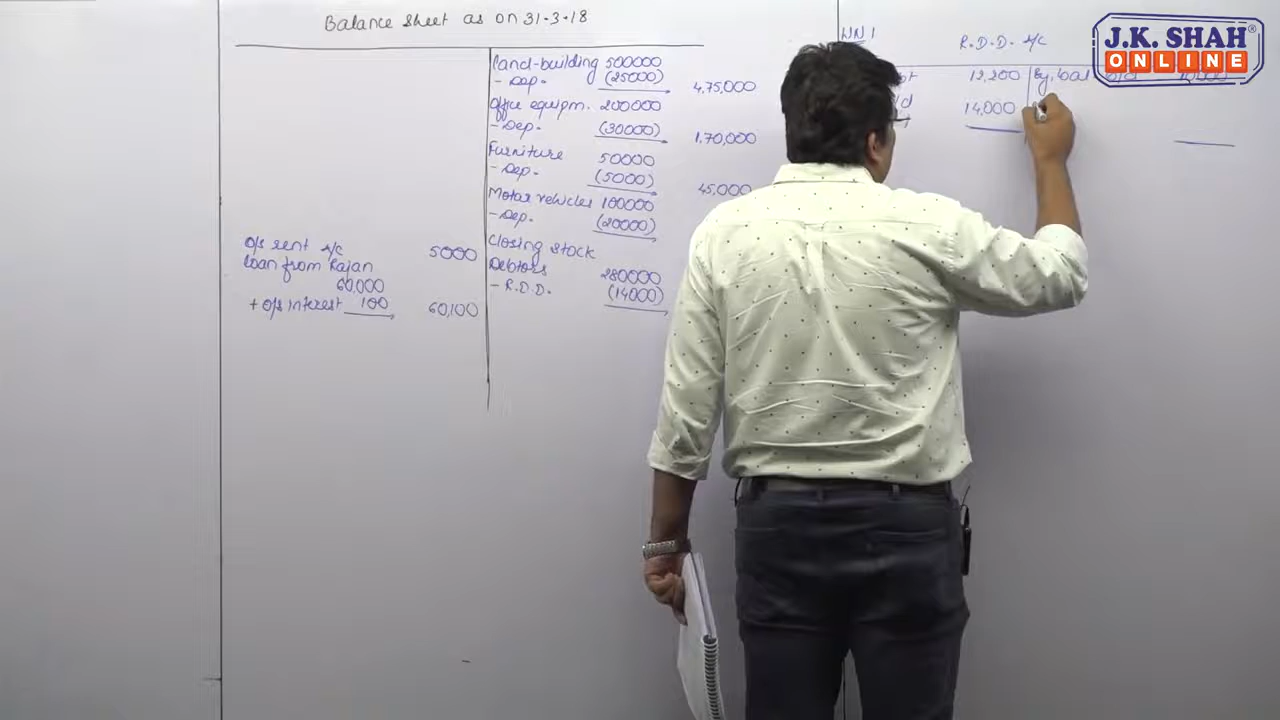 Balance Sheet as on 31-3-18
Land-building 500000
- Dep. (25000) 4,75,000
Office equipm. 200000
- Dep. (30000) 1,70,000
Furniture 50000
- Dep. (5000) 45,000
Motor vehicles 100000
- Dep. (20000)
Closing stock
Debtors 280000
- R.D.D. (14000)
O/s rent A/c 5000
Loan from Rajan
60,000
+ O/s interest 100 60,100
WN 1
R.D.D. A/c
12,200 By, bal
14,000
J.K. SHAH®
ONLINE